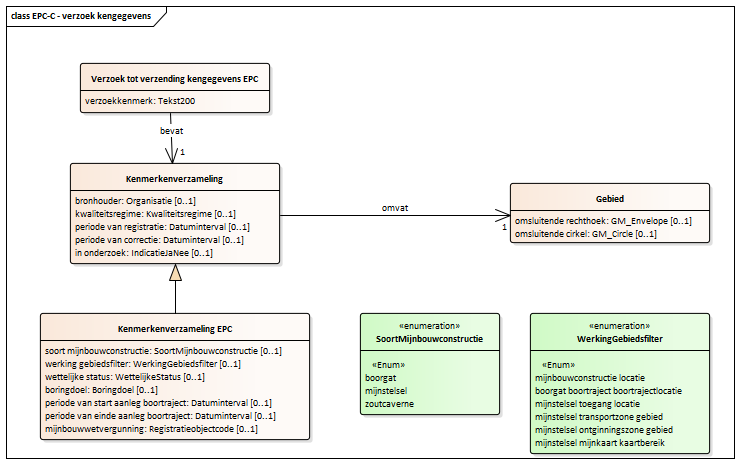 class EPC-C - verzoek kengegevens
Verzoek tot verzending kengegevens EPC
verzoekkenmerk: Tekst200
bevat
1
Kenmerkenverzameling
bronhouder: Organisatie [0..1]
kwaliteitsregime: Kwaliteitsregime [0..1]
periode van registratie: Datuminterval [0..1]
periode van correctie: Datuminterval [0..1]
in onderzoek: IndicatieJaNee [0..1]
omvat
1
Gebied
omsluitende rechthoek: GM_Envelope [0..1]
omsluitende cirkel: GM_Circle [0..1]
Kenmerkenverzameling EPC
soort mijnbouwconstructie: SoortMijnbouwconstructie [0..1]
werking gebiedsfilter: WerkingGebiedsfilter [0..1]
wettelijke status: WettelijkeStatus [0..1]
boringdoel: Boringdoel [0..1]
periode van start aanleg boortraject: Datuminterval [0..1]
periode van einde aanleg boortraject: Datuminterval [0..1]
mijnbouwwetvergunning: Registratieobjectcode [0..1]
«enumeration»
SoortMijnbouwconstructie
«Enum»
boorgat
mijnstelsel
zoutcaverne
«enumeration»
WerkingGebiedsfilter
«Enum»
mijnbouwconstructie locatie
boorgat boortraject boortrajectlocatie
mijnstelsel toegang locatie
mijnstelsel transportzone gebied
mijnstelsel ontginningszone gebied
mijnstelsel mijnkaart kaartbereik